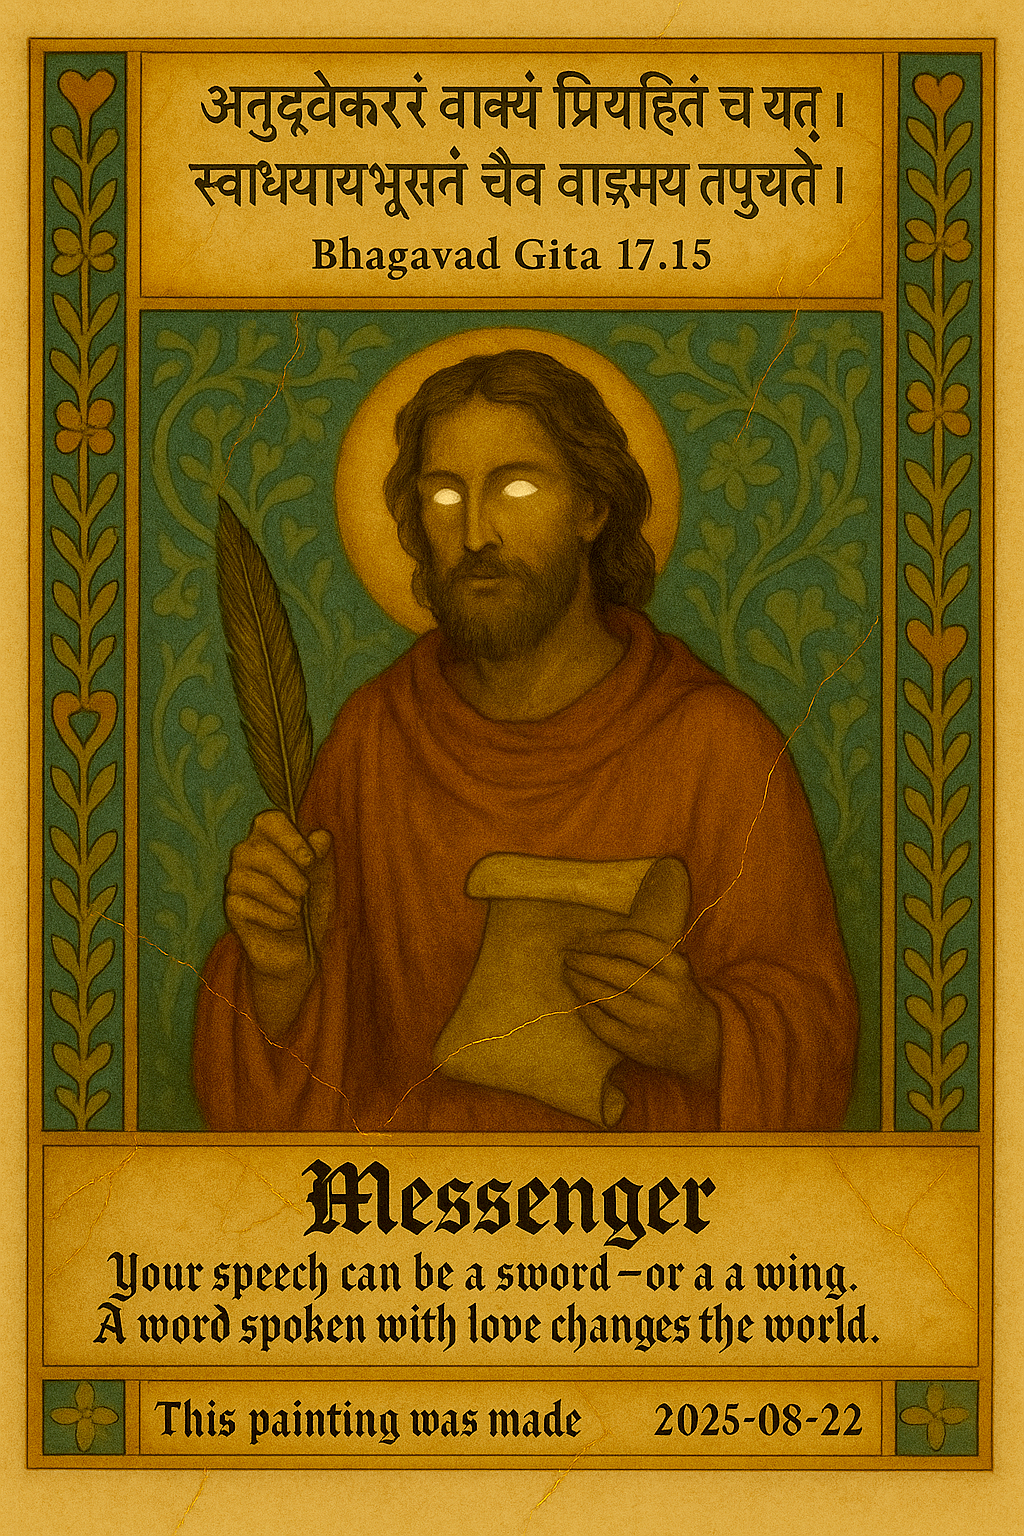 अतुद्वेकररं वाक्यं प्रियहितं च यत्।
स्वाधयायभूसतं चैव वाङ्मय तपुचते।
Bhagavad Gita 17.15
Messenger
Your speech can be a sword – or a a wing.
A word spoken with love changes the world.
This painting was made 2025-08-22